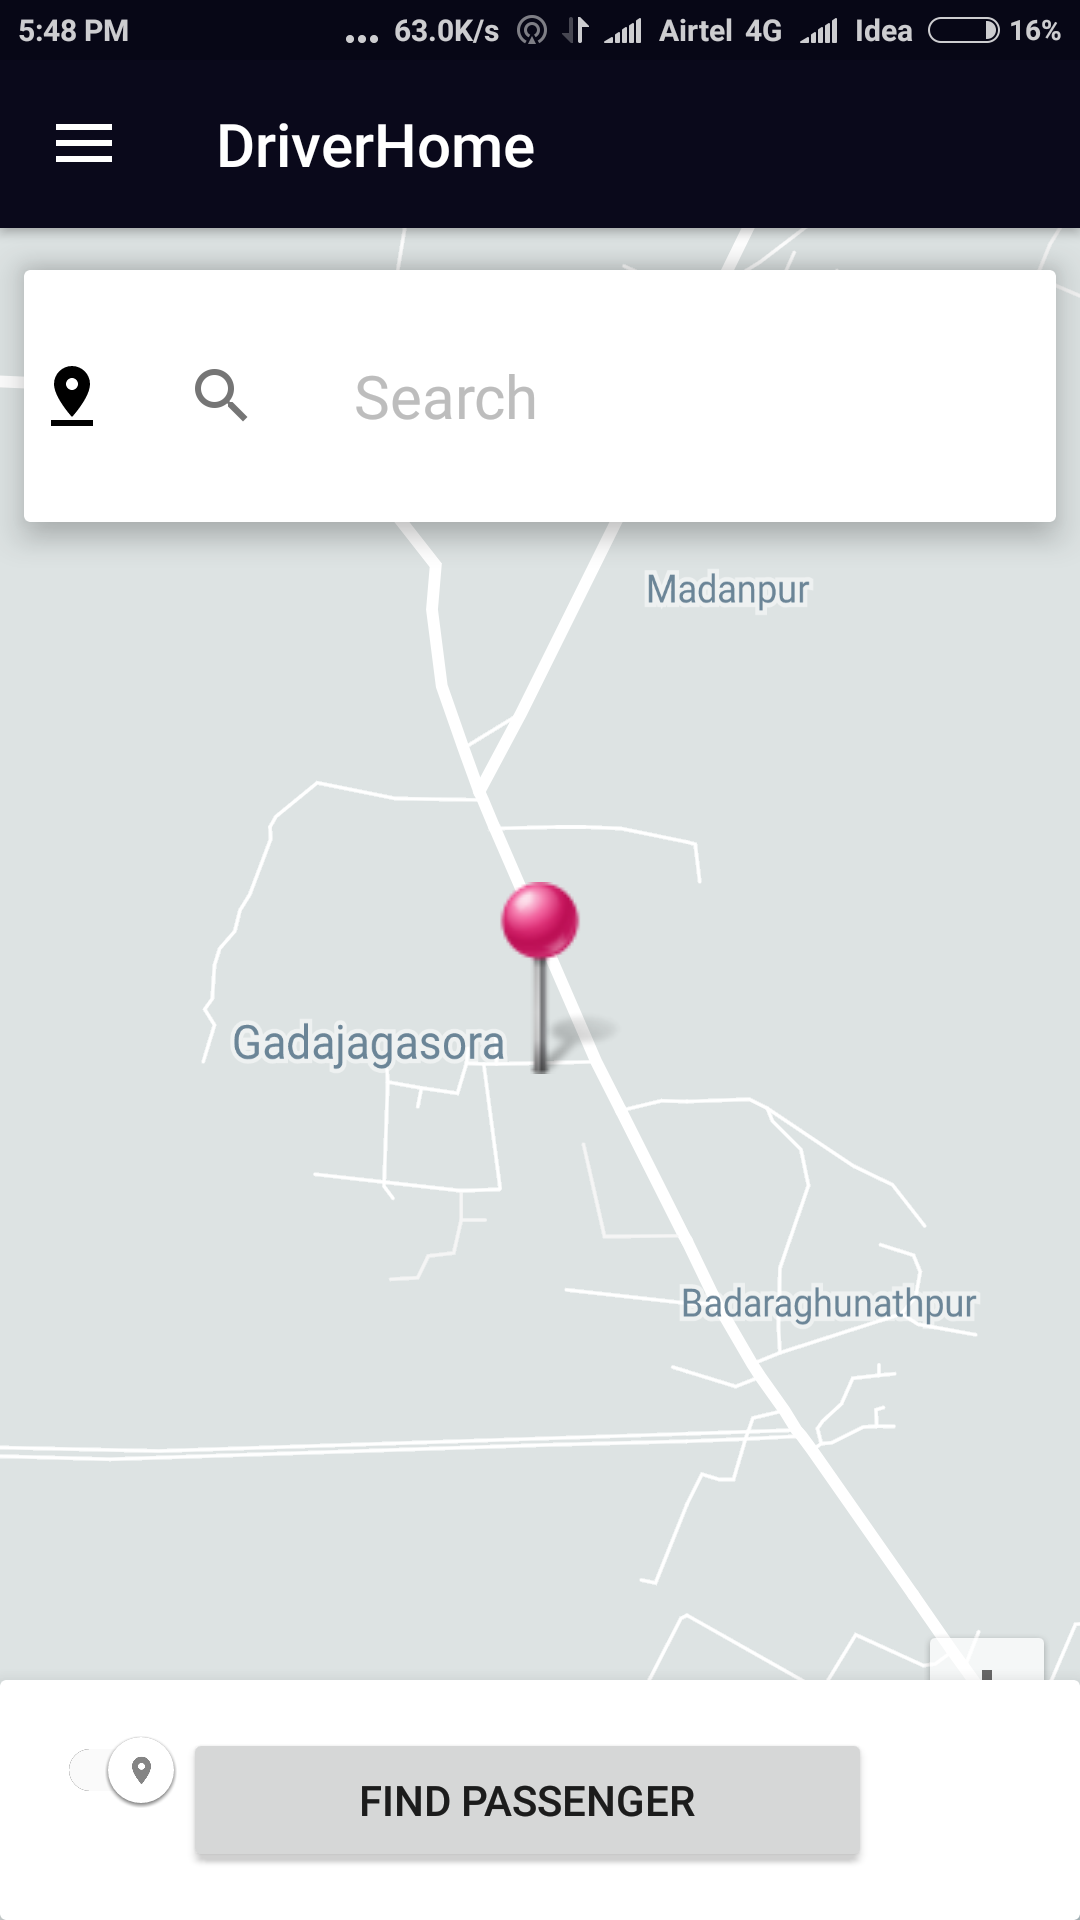 5:48 PM ... 63.0K/s Airtel 4G Idea 16%
DriverHome
Search
Madanpur
Gadajagasora
Badaraghunathpur
FIND PASSENGER